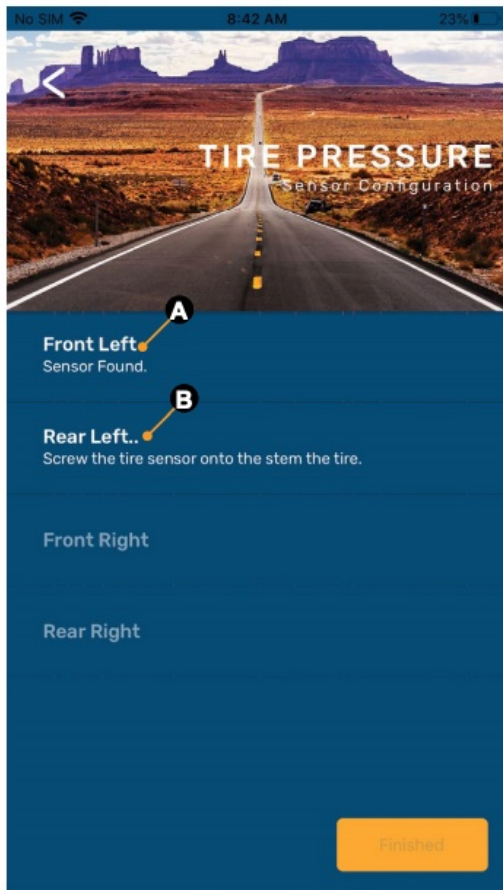 No SIM 8:42 AM 23%
TIRE PRESSURE
Sensor Configuration
A
Front Left
Sensor Found.
B
Rear Left..
Screw the tire sensor onto the stem the tire.
Front Right
Rear Right
Finished